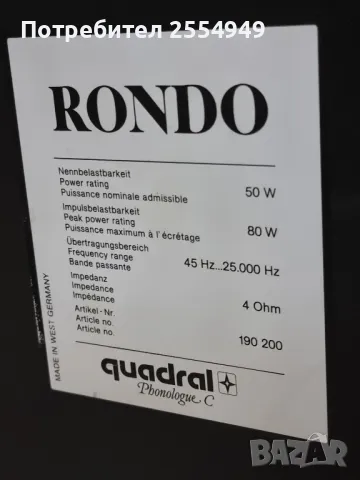 Потребител 2554949
RONDO
Nennbelastbarkeit
Power rating
Puissance nominale admissible 50 W
Impulsbelastbarkeit
Peak power rating
Puissance maximum à l'écrétage 80 W
Übertragungsbereich
Frequency range
Bande passante 45 Hz...25.000 Hz
Impedanz
Impedance
Impédance 4 Ohm
Artikel-Nr.
Article no.
Article no. 190 200
MADE IN WEST GERMANY
quadral
Phonologue C
BAZAR